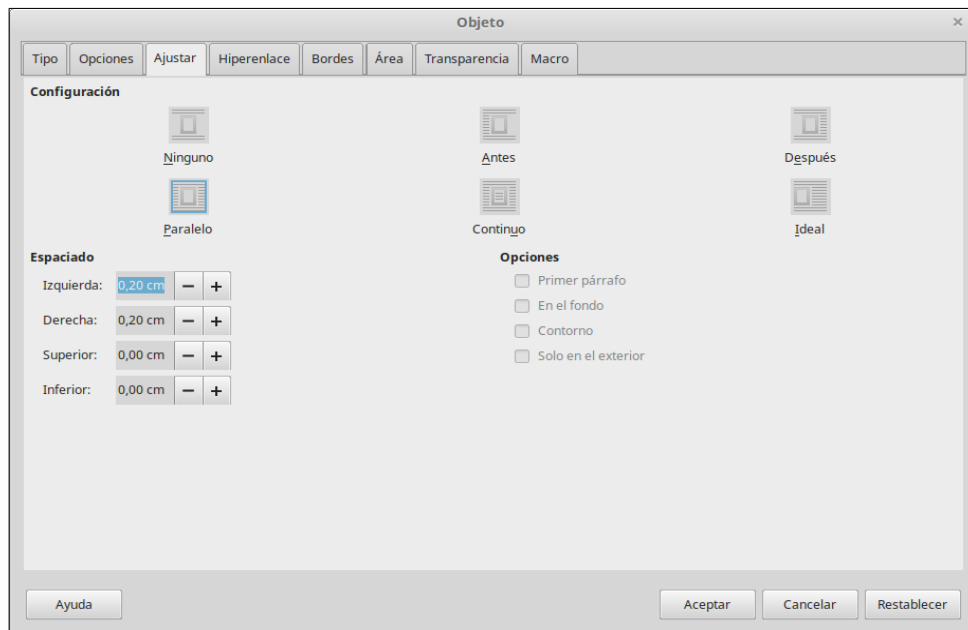 Objeto
Tipo Opciones Ajustar Hiperenlace Bordes Área Transparencia Macro
Configuración
Ninguno Antes Después
Paralelo Continuo Ideal
Espaciado Opciones
Izquierda: 0,20 cm − + Primer párrafo
En el fondo
Derecha: 0,20 cm − + Contorno
Superior: 0,00 cm − + Solo en el exterior
Inferior: 0,00 cm − +
Ayuda Aceptar Cancelar Restablecer